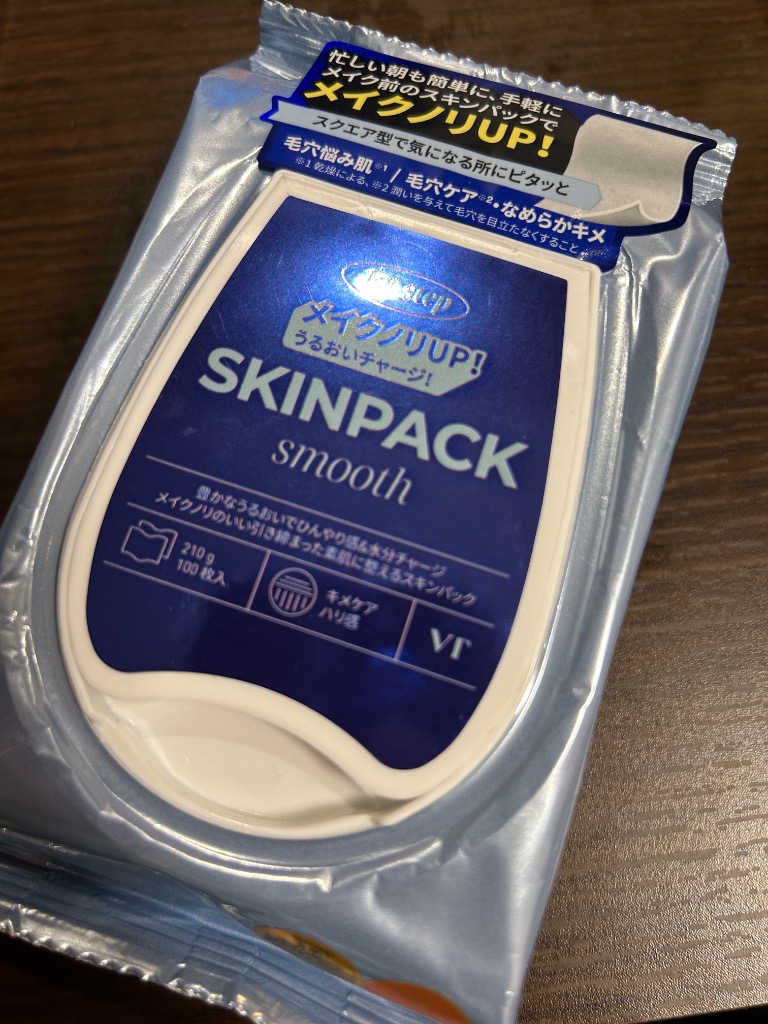 忙しい朝も簡単に、手軽に
メイク前のスキンパックで
メイクノリUP!
スクエア型で気になる所にピタッと
毛穴悩み肌※1 / 毛穴ケア※2・なめらかキメ
※1 乾燥による、※2 潤いを与えて毛穴を目立たなくすること
メイクノリUP!
うるおいチャージ!
SKINPACK
smooth
豊かなうるおいでひんやり感&水分チャージ
メイクノリのいい引き締まった素肌に整えるスキンパック
210g
100枚入
キメケア
ハリ感
VT